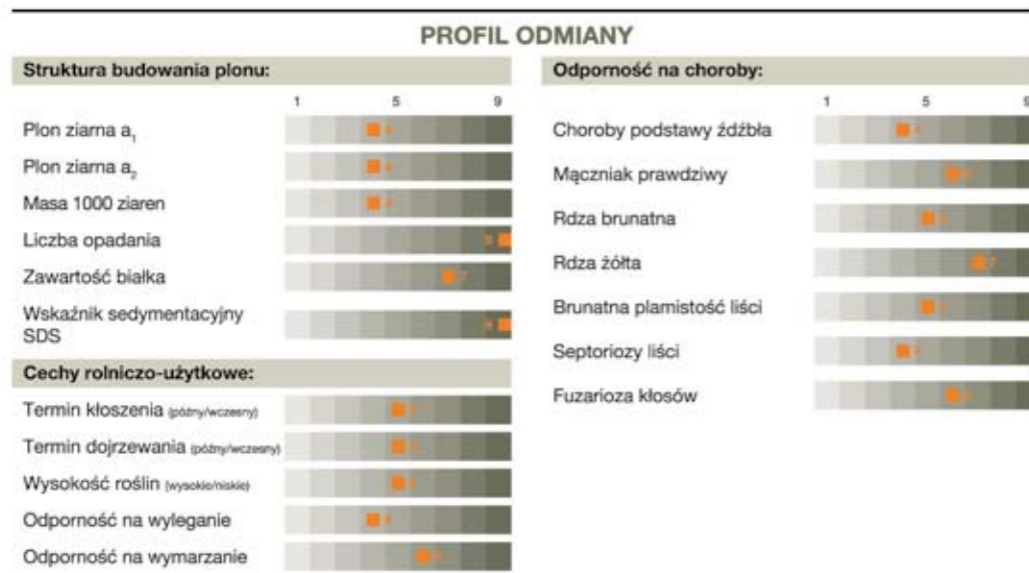 PROFIL ODMIANY
Struktura budowania plonu:
1 5 9
Plon ziarna a₁
Plon ziarna a₂
Masa 1000 ziaren
Liczba opadania
Zawartość białka
7
Wskaźnik sedymentacyjny
SDS
Cechy rolniczo-użytkowe:
Termin kłoszenia (późny/wczesny)
Termin dojrzewania (późny/wczesny)
Wysokość roślin (wysokie/niskie)
Odporność na wyleganie
Odporność na wymarzanie
Odporność na choroby:
1 5 9
Choroby podstawy źdźbła
Mączniak prawdziwy
Rdza brunatna
Rdza żółta
7
Brunatna plamistość liści
Septoriozy liści
Fuzarioza kłosów